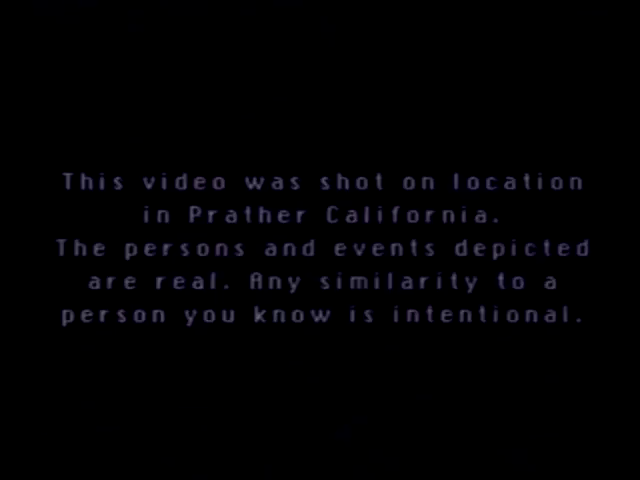 This video was shot on location
in Prather California.
The persons and events depicted
are real. Any similarity to a
person you know is intentional.